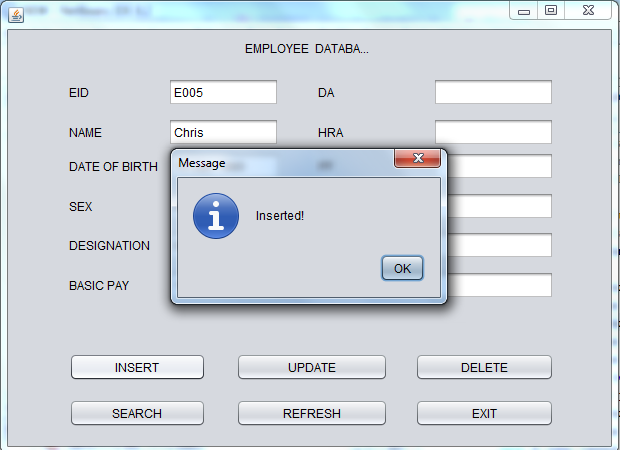 EMPLOYEE DATABA...
EID E005 DA
NAME Chris HRA
DATE OF BIRTH
Message
SEX
Inserted!
DESIGNATION
OK
BASIC PAY
INSERT UPDATE DELETE
SEARCH REFRESH EXIT